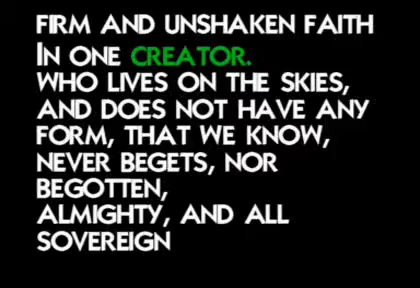 FIRM AND UNSHAKEN FAITH
IN ONE CREATOR.
WHO LIVES ON THE SKIES,
AND DOES NOT HAVE ANY
FORM, THAT WE KNOW,
NEVER BEGETS, NOR
BEGOTTEN,
ALMIGHTY, AND ALL
SOVEREIGN